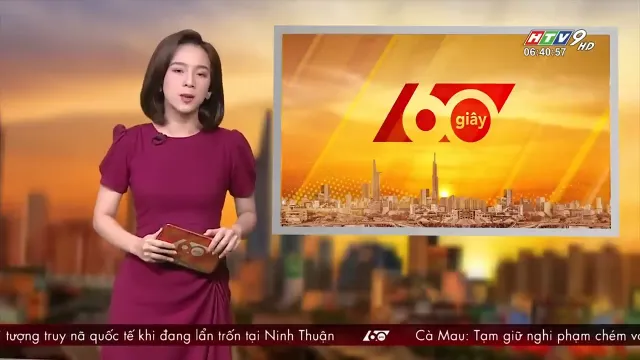 HTV9 HD
06:40:57
60 giây
tượng truy nã quốc tế khi đang lẩn trốn tại Ninh Thuận
60
Cà Mau: Tạm giữ nghi phạm chém